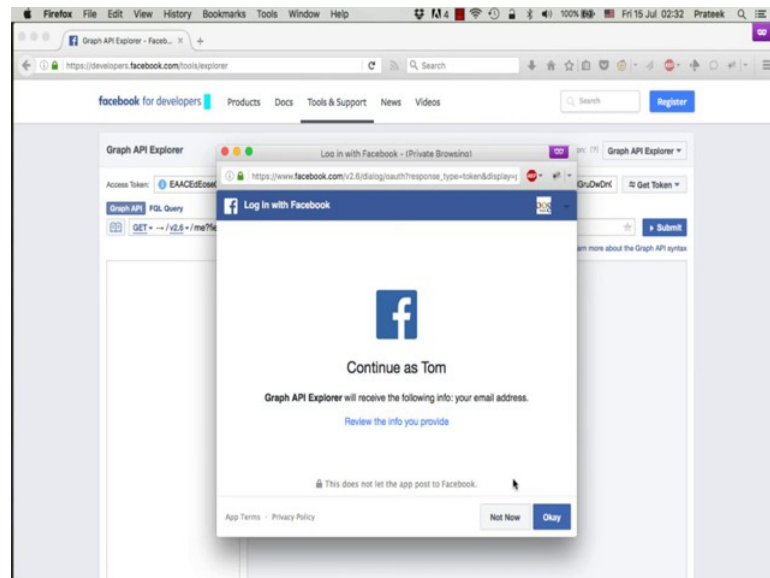 Firefox File Edit View History Bookmarks Tools Window Help 4 100% Fri 15 Jul 02:32 Prateek
Graph API Explorer - Faceb...
https://developers.facebook.com/tools/explorer Search
facebook for developers Products Docs Tools & Support News Videos Search Register
Graph API Explorer [?] Graph API Explorer
Log in with Facebook - (Private Browsing)
https://www.facebook.com/v2.6/dialog/oauth?response_type=token&display=p
Access Token: Get Token
Log In with Facebook
Graph API FQL Query
GET → /v2.6 /me?fie Submit
Learn more about the Graph API syntax
Continue as Tom
Graph API Explorer will receive the following info: your email address.
Review the info you provide
This does not let the app post to Facebook.
App Terms · Privacy Policy Not Now Okay